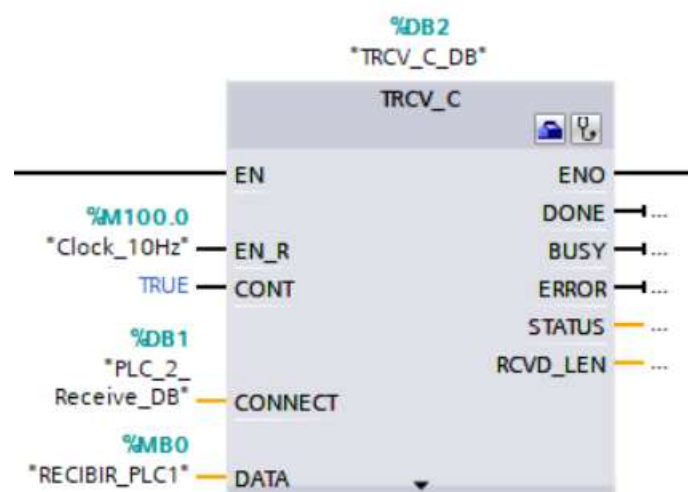 %DB2
"TRCV_C_DB"
TRCV_C
EN ENO
DONE ...
%M100.0
"Clock_10Hz" EN_R BUSY ...
TRUE CONT ERROR ...
STATUS ...
%DB1
"PLC_2_
RCVD_LEN ...
Receive_DB" CONNECT
%MB0
"RECIBIR_PLC1" DATA